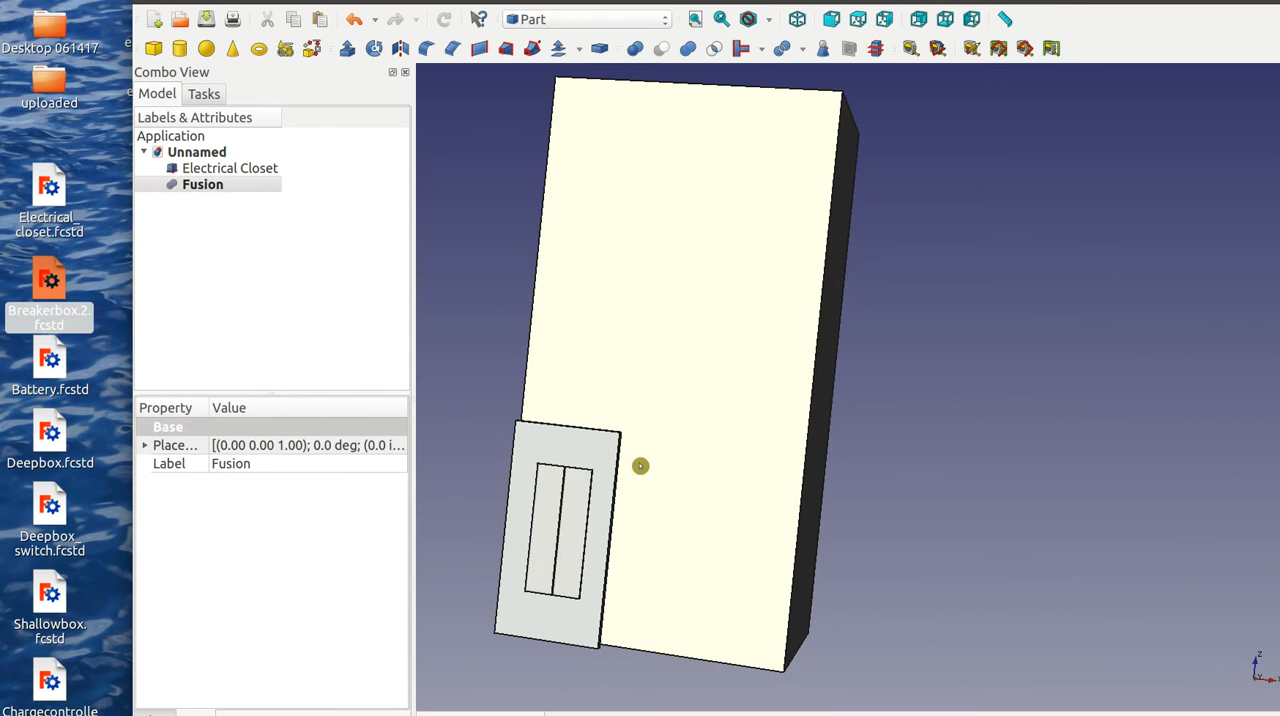 Desktop 061417
uploaded
Electrical_
closet.fcstd
Breakerbox.2.
fcstd
Battery.fcstd
Deepbox.fcstd
Deepbox_
switch.fcstd
Shallowbox.
fcstd
Chargecontrolle
e
e
Part
Combo View
Model
Tasks
Labels & Attributes
Application
Unnamed
Electrical Closet
Fusion
Property
Value
Base
Place...
[(0.00 0.00 1.00); 0.0 deg; (0.0 i...
Label
Fusion
Z
Y